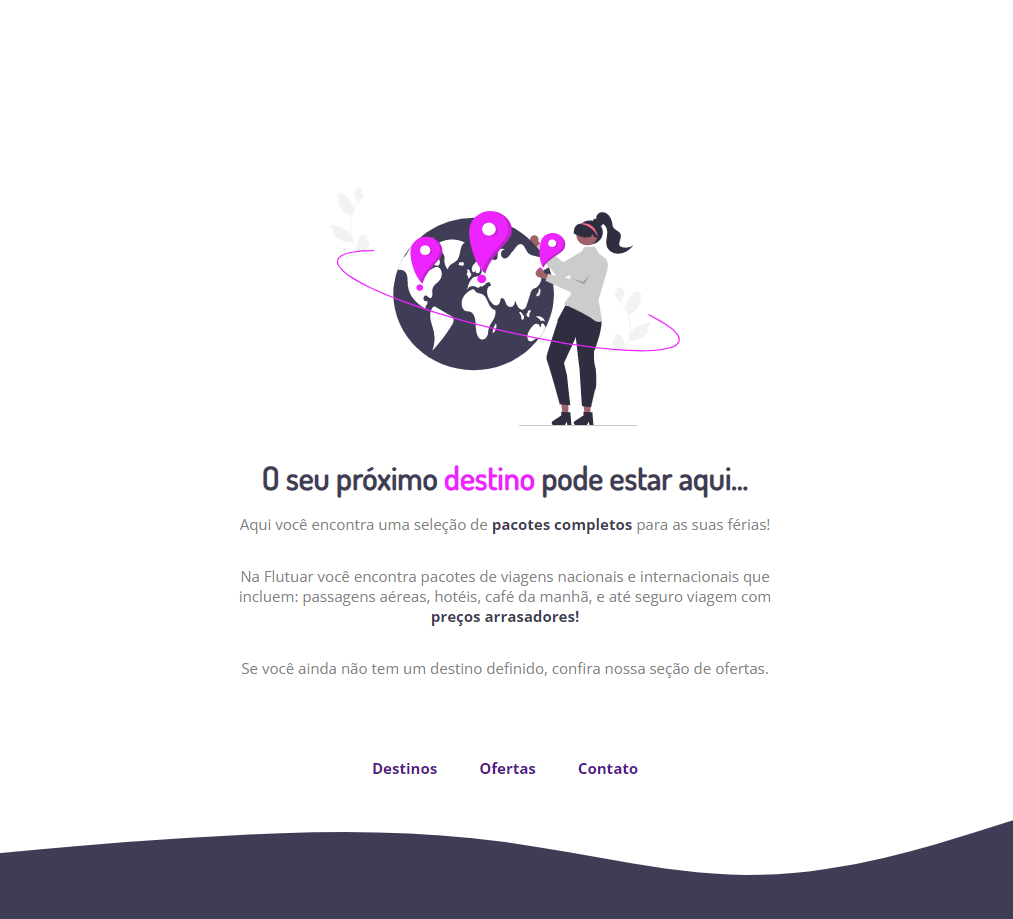 O seu próximo destino pode estar aqui...
Aqui você encontra uma seleção de pacotes completos para as suas férias!
Na Flutuar você encontra pacotes de viagens nacionais e internacionais que
incluem: passagens aéreas, hotéis, café da manhã, e até seguro viagem com
preços arrasadores!
Se você ainda não tem um destino definido, confira nossa seção de ofertas.
Destinos Ofertas Contato